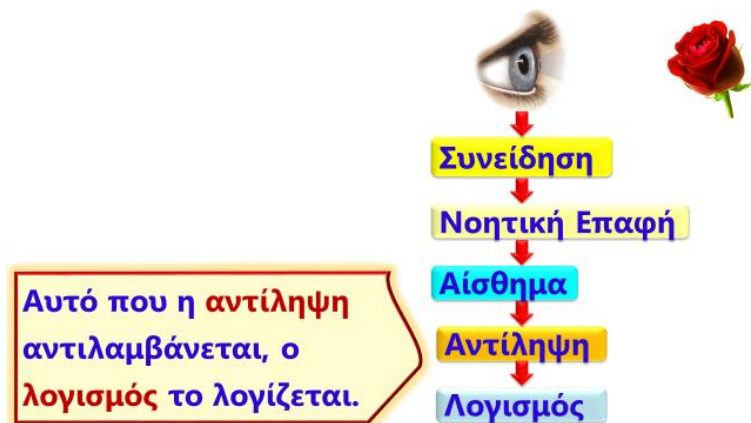 Συνείδηση
Νοητική Επαφή
Αίσθημα
Αντίληψη
Λογισμός
Αυτό που η αντίληψη
αντιλαμβάνεται, ο
λογισμός το λογίζεται.